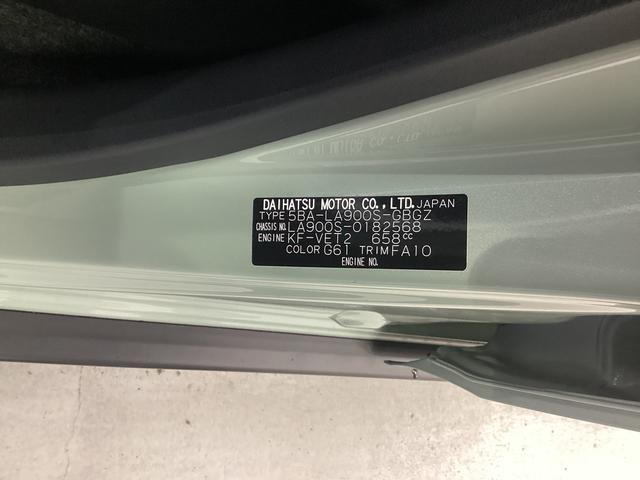 DAIHATSU MOTOR CO., LTD. JAPAN
TYPE 5BA-LA900S-GBGZ
CHASSIS NO. LA900S-0182568
ENGINE KF-VET2 658cc
COLOR G61 TRIM FA10
ENGINE NO.